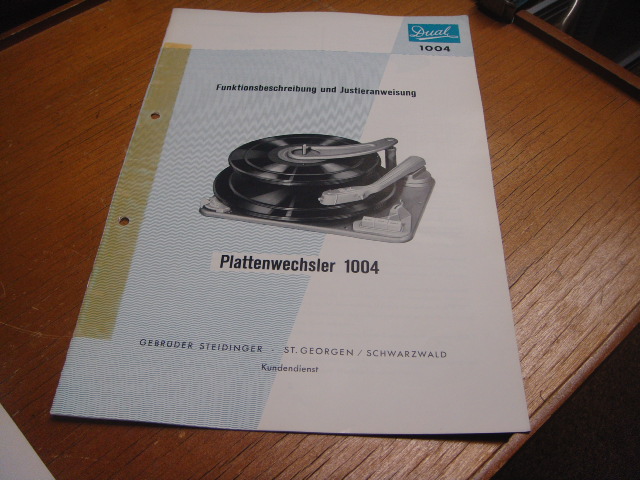 Dual
1004
Funktionsbeschreibung und Justieranweisung
Plattenwechsler 1004
GEBRÜDER STEIDINGER · ST. GEORGEN / SCHWARZWALD
Kundendienst